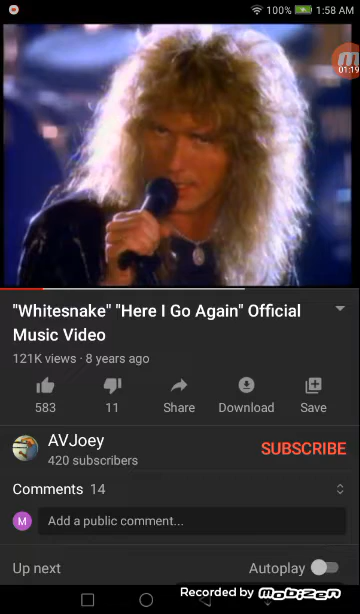 100% 1:58 AM
01:19
"Whitesnake" "Here I Go Again" Official
Music Video
121K views · 8 years ago
583 11 Share Download Save
AVJoey
420 subscribers
SUBSCRIBE
Comments 14
M
Add a public comment...
Up next Autoplay
Recorded by Mobizen